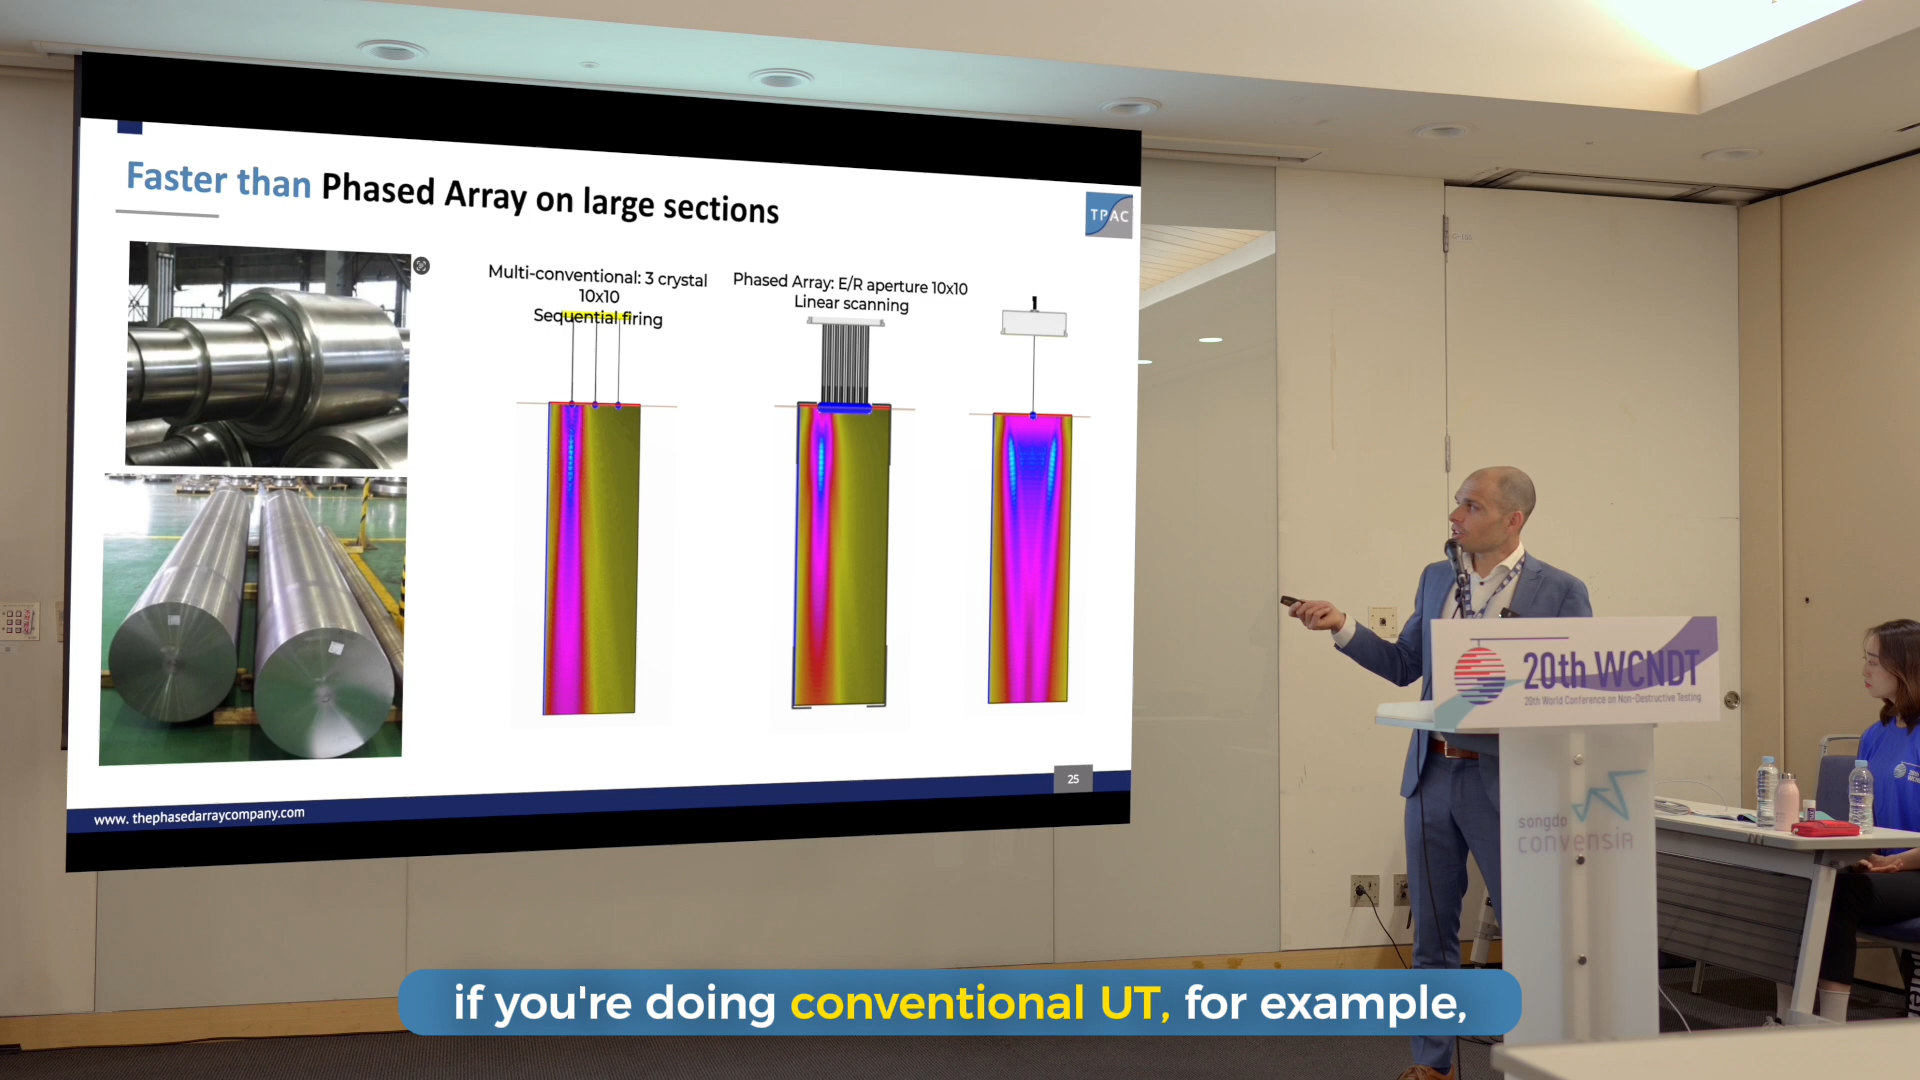 Faster than Phased Array on large sections
TPAC
Multi-conventional: 3 crystal
10x10
Sequential firing
Phased Array: E/R aperture 10x10
Linear scanning
25
www. thephasedarraycompany.com
20th WCNDT
20th World Conference on Non-Destructive Testing
songdo
convensia
if you're doing conventional UT, for example,